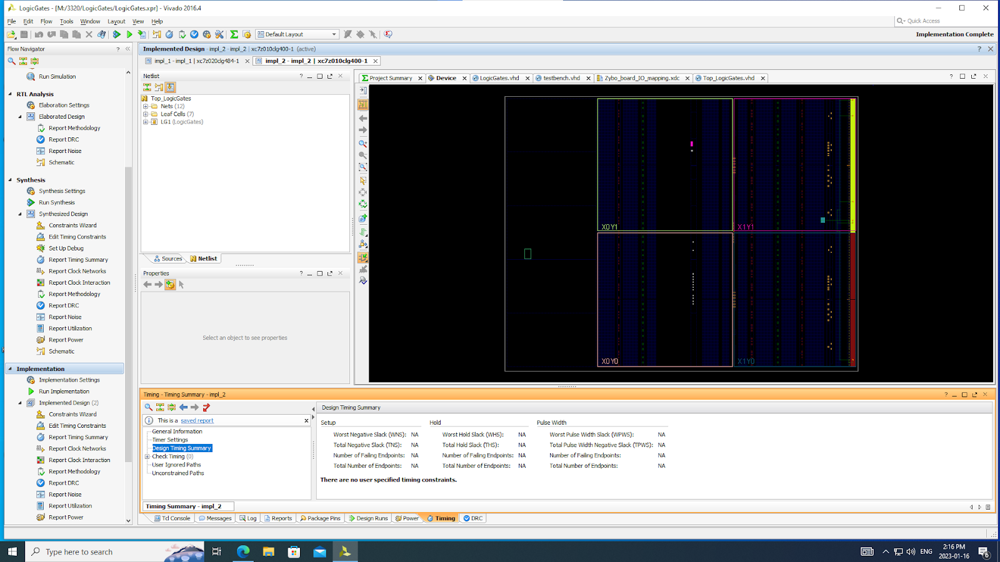 LogicGates - [M:/3320/LogicGates/LogicGates.xpr] - Vivado 2016.4
File Edit Flow Tools Window Layout View Help
Quick Access
Default Layout
Implementation Complete
Flow Navigator
Run Simulation
RTL Analysis
Elaboration Settings
Elaborated Design
Report Methodology
Report DRC
Report Noise
Schematic
Synthesis
Synthesis Settings
Run Synthesis
Synthesized Design
Constraints Wizard
Edit Timing Constraints
Set Up Debug
Report Timing Summary
Report Clock Networks
Report Clock Interaction
Report Methodology
Report DRC
Report Noise
Report Utilization
Report Power
Schematic
Implementation
Implementation Settings
Run Implementation
Implemented Design (2)
Constraints Wizard
Edit Timing Constraints
Report Timing Summary
Report Clock Networks
Report Clock Interaction
Report Methodology
Report DRC
Report Noise
Report Utilization
Report Power
Implemented Design - impl_2 - impl_2 | xc7z010clg400-1 (active)
impl_1 - impl_1 | xc7z020clg484-1
impl_2 - impl_2 | xc7z010clg400-1
Netlist
Top_LogicGates
Nets (12)
Leaf Cells (7)
LG1 (LogicGates)
Sources Netlist
Properties
Select an object to see properties
Project Summary Device LogicGates.vhd testbench.vhd Zybo_board_IO_mapping.xdc Top_LogicGates.vhd
X0Y1
X1Y1
X0Y0
X1Y0
Timing - Timing Summary - impl_2
This is a saved report
General Information
Timer Settings
Design Timing Summary
Check Timing (0)
User Ignored Paths
Unconstrained Paths
Timing Summary - impl_2
Design Timing Summary
Setup Hold Pulse Width
Worst Negative Slack (WNS): NA Worst Hold Slack (WHS): NA Worst Pulse Width Slack (WPWS): NA
Total Negative Slack (TNS): NA Total Hold Slack (THS): NA Total Pulse Width Negative Slack (TPWS): NA
Number of Failing Endpoints: NA Number of Failing Endpoints: NA Number of Failing Endpoints: NA
Total Number of Endpoints: NA Total Number of Endpoints: NA Total Number of Endpoints: NA
There are no user specified timing constraints.
Tcl Console Messages Log Reports Package Pins Design Runs Power Timing DRC
Type here to search
ENG
2:16 PM
2023-01-16
6